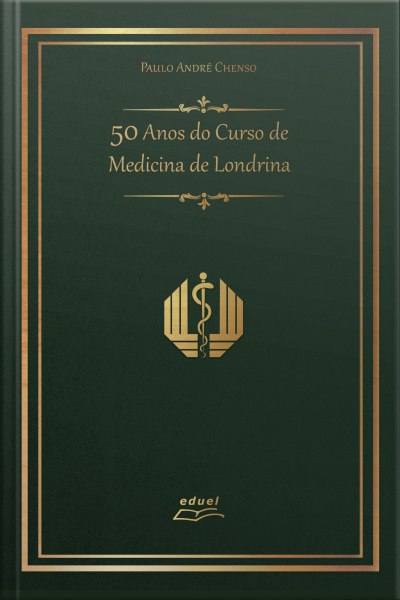 Paulo André Chenso
50 Anos do Curso de
Medicina de Londrina
eduel